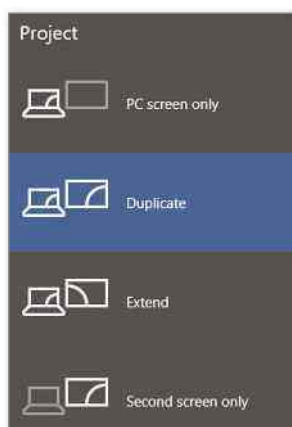 Project
PC screen only
Duplicate
Extend
Second screen only